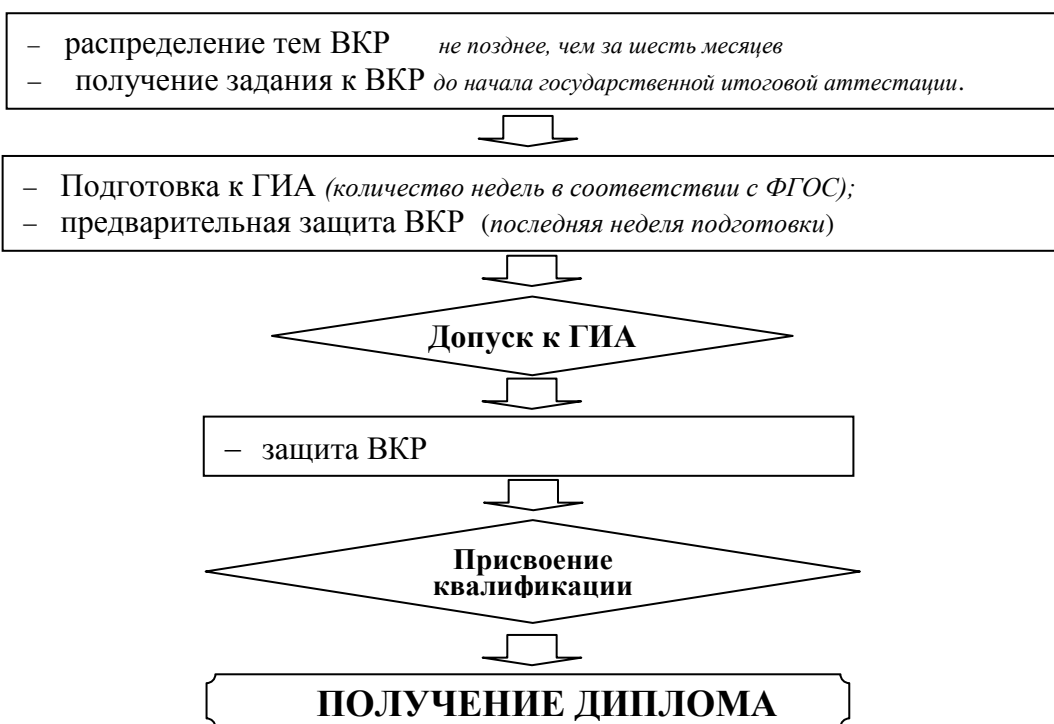 – распределение тем ВКР не позднее, чем за шесть месяцев
– получение задания к ВКР до начала государственной итоговой аттестации.
– Подготовка к ГИА (количество недель в соответствии с ФГОС);
– предварительная защита ВКР (последняя неделя подготовки)
Допуск к ГИА
– защита ВКР
Присвоение
квалификации
ПОЛУЧЕНИЕ ДИПЛОМА